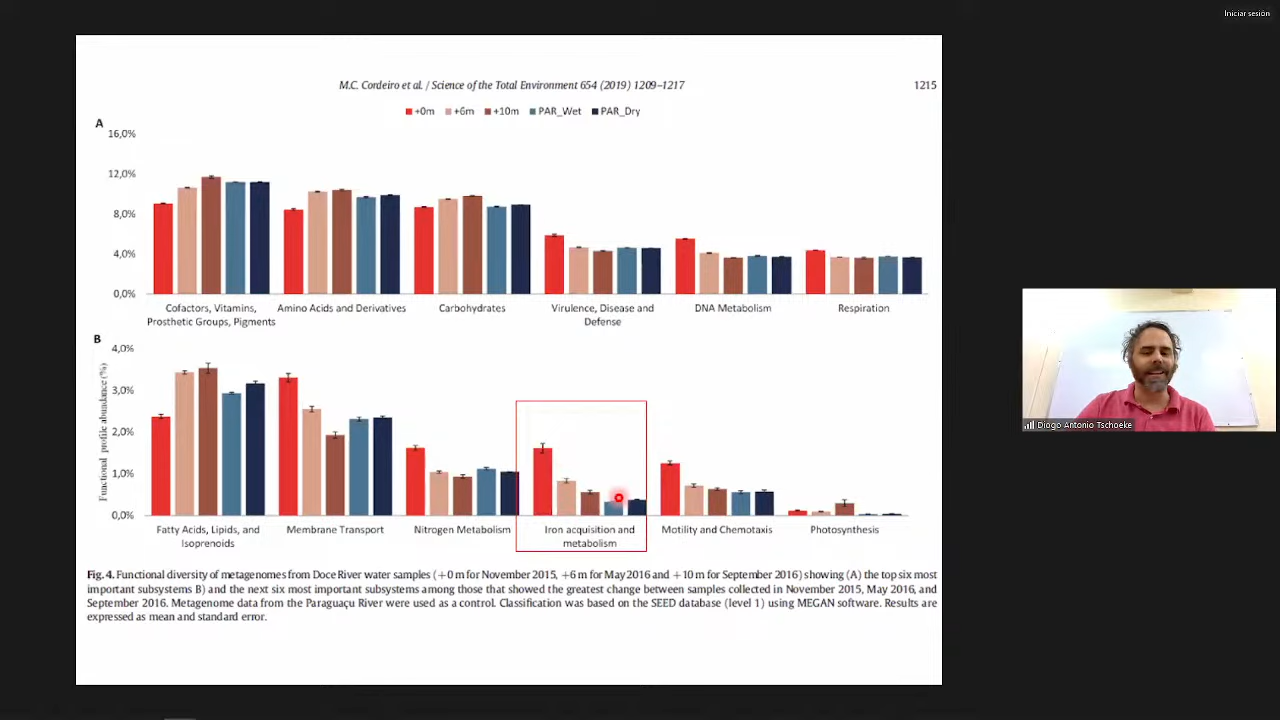 Iniciar sesión
M.C. Cordeiro et al. / Science of the Total Environment 654 (2019) 1209–1217
1215
+0m +6m +10m PAR_Wet PAR_Dry
A
16,0%
12,0%
8,0%
4,0%
0,0%
Cofactors, Vitamins, Prosthetic Groups, Pigments
Amino Acids and Derivatives
Carbohydrates
Virulence, Disease and Defense
DNA Metabolism
Respiration
B
Functional profile abundance (%)
4,0%
3,0%
2,0%
1,0%
0,0%
Fatty Acids, Lipids, and Isoprenoids
Membrane Transport
Nitrogen Metabolism
Iron acquisition and metabolism
Motility and Chemotaxis
Photosynthesis
Fig. 4. Functional diversity of metagenomes from Doce River water samples (+0 m for November 2015, +6 m for May 2016 and +10 m for September 2016) showing (A) the top six most
important subsystems B) and the next six most important subsystems among those that showed the greatest change between samples collected in November 2015, May 2016, and
September 2016. Metagenome data from the Paraguaçu River were used as a control. Classification was based on the SEED database (level 1) using MEGAN software. Results are
expressed as mean and standard error.
Diogo Antonio Tschoeke